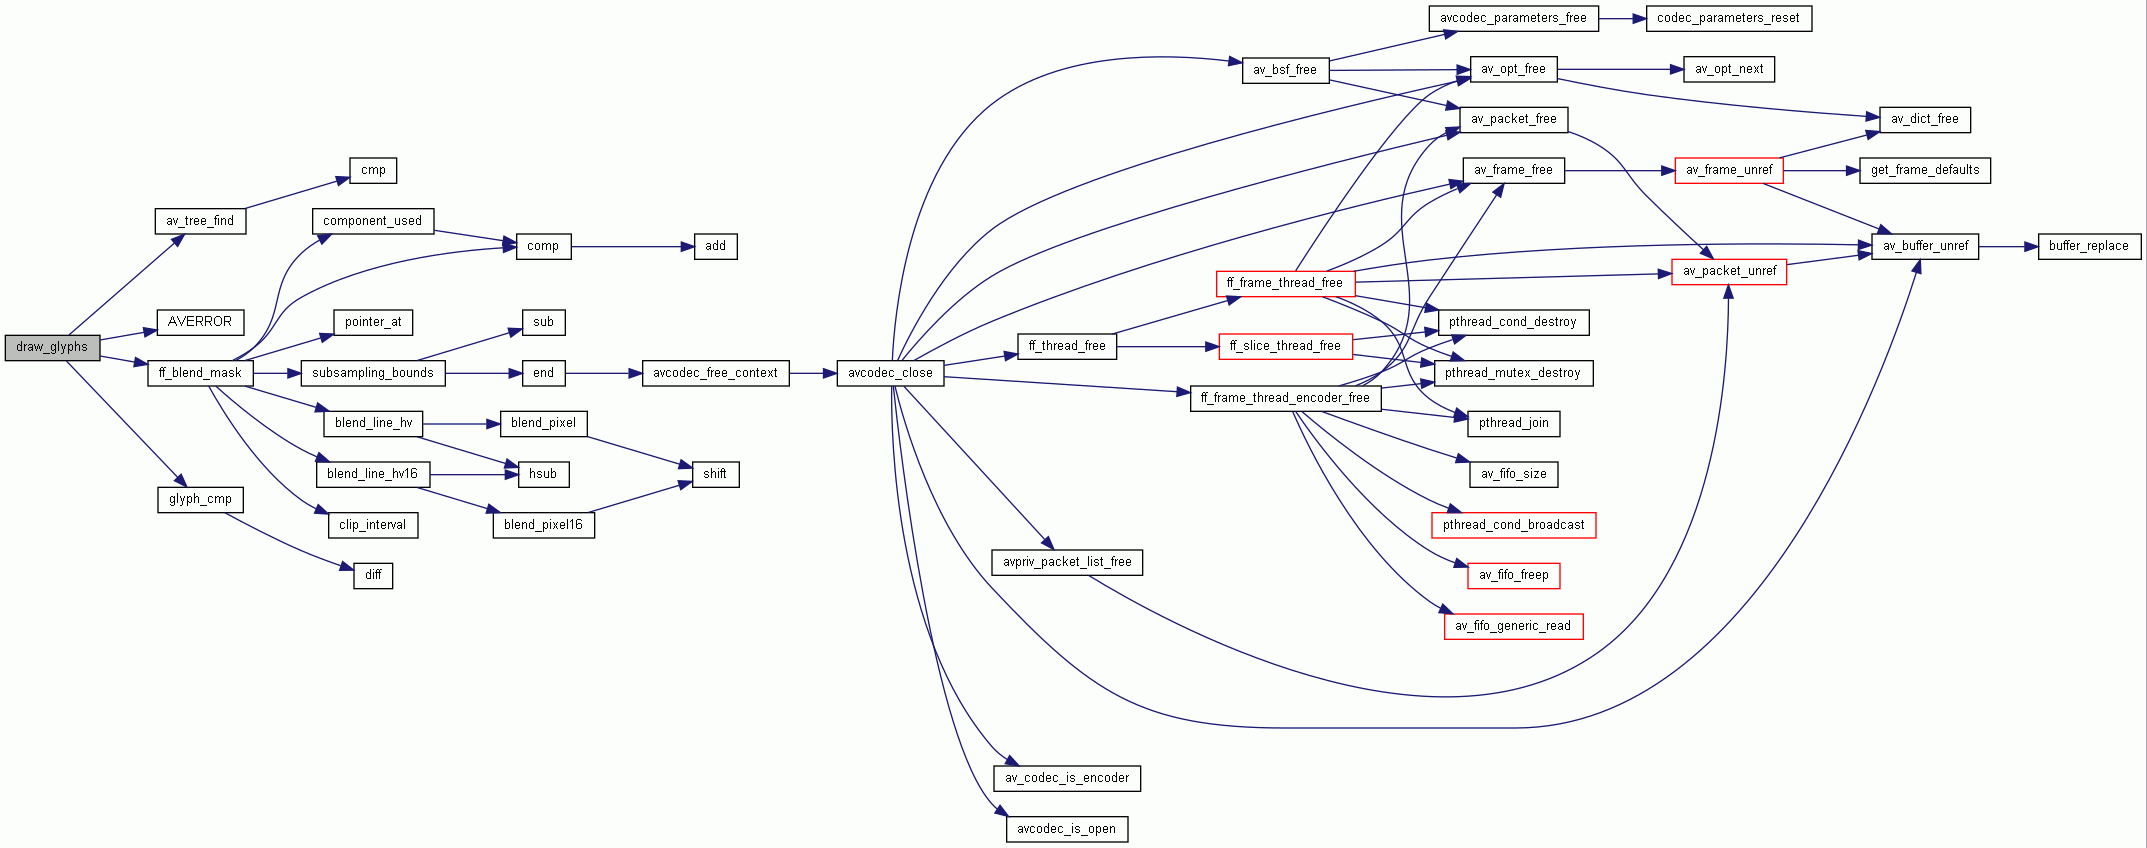 draw_glyphs
av_tree_find
cmp
AVERROR
ff_blend_mask
glyph_cmp
diff
component_used
comp
add
pointer_at
subsampling_bounds
sub
end
avcodec_free_context
blend_line_hv
blend_pixel
hsub
shift
blend_line_hv16
blend_pixel16
clip_interval
avcodec_close
av_bsf_free
avcodec_parameters_free
codec_parameters_reset
av_opt_free
av_opt_next
av_packet_free
av_dict_free
av_frame_free
av_frame_unref
get_frame_defaults
av_buffer_unref
buffer_replace
av_packet_unref
ff_thread_free
ff_frame_thread_free
ff_slice_thread_free
ff_frame_thread_encoder_free
pthread_cond_destroy
pthread_mutex_destroy
pthread_join
av_fifo_size
pthread_cond_broadcast
av_fifo_freep
av_fifo_generic_read
avpriv_packet_list_free
av_codec_is_encoder
avcodec_is_open